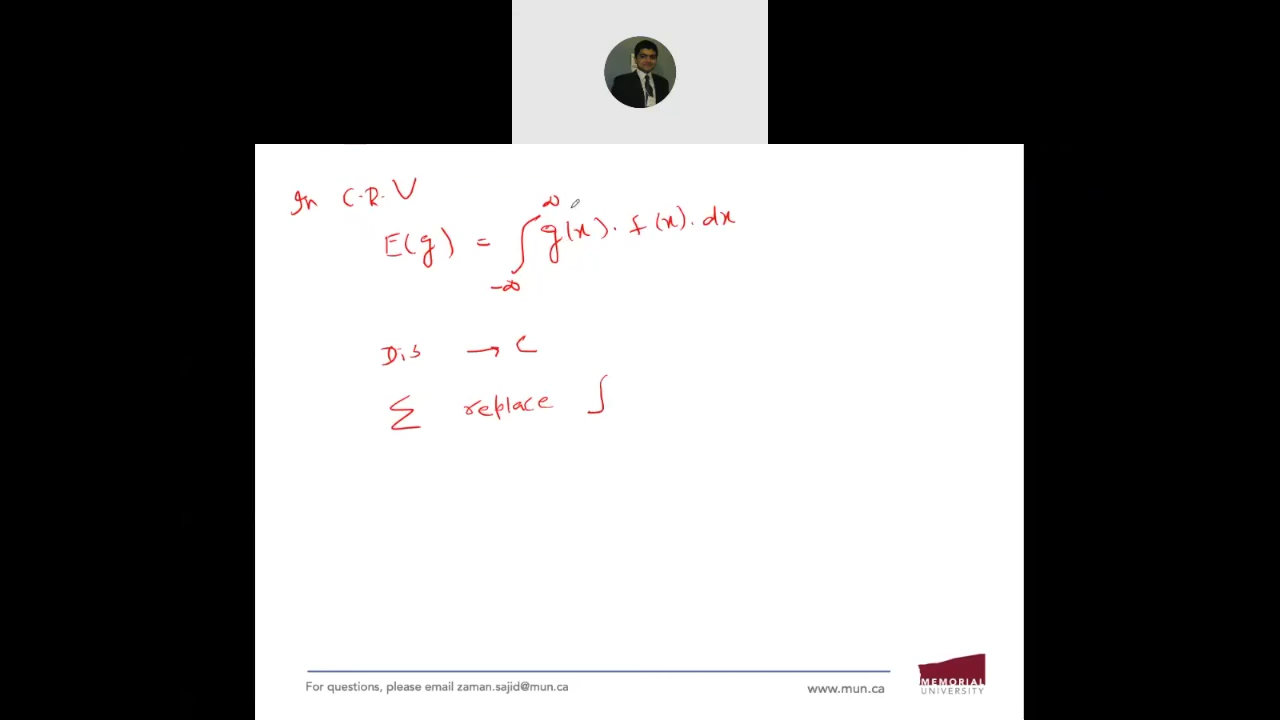 In C.R.V
E(g) = ∫_{-∞}^{∞} g(x). f(x). dx
Dis → C
Σ replace ∫
For questions, please email zaman.sajid@mun.ca
www.mun.ca
MEMORIAL
UNIVERSITY